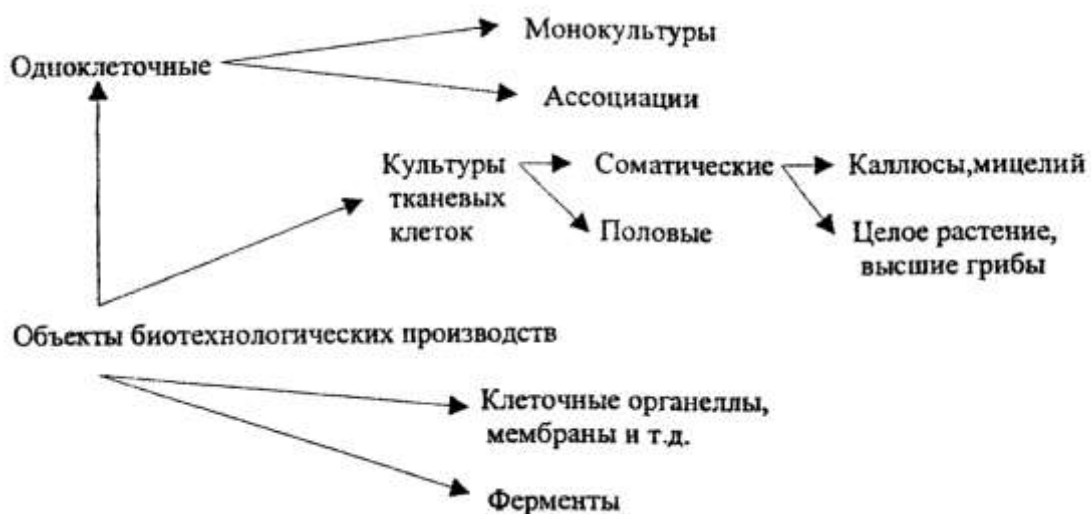 Монокультуры
Одноклеточные
Ассоциации
Культуры
тканевых
клеток
Соматические
Каллюсы,мицелий
Половые
Целое растение,
высшие грибы
Объекты биотехнологических производств
Клеточные органеллы,
мембраны и т.д.
Ферменты